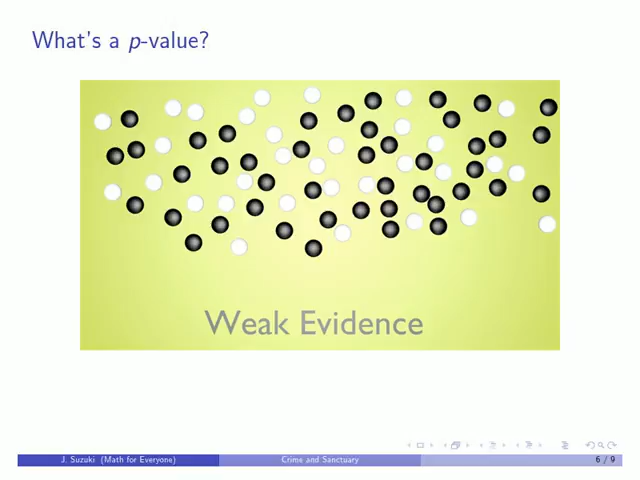 What's a p-value?
Weak Evidence
J. Suzuki (Math for Everyone)
Crime and Sanctuary
6 / 9